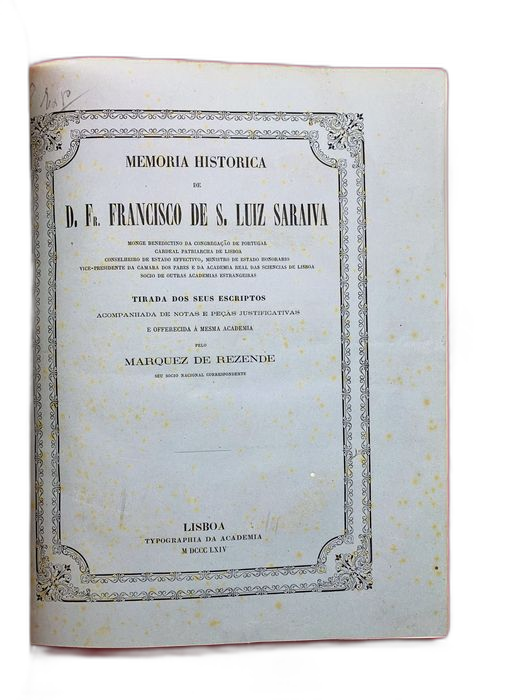 MEMORIA HISTORICA
DE
D. FR. FRANCISCO DE S. LUIZ SARAIVA
MONGE BENEDICTINO DA CONGREGAÇÃO DE PORTUGAL
CARDEAL PATRIARCHA DE LISBOA
CONSELHEIRO DE ESTADO EFFECTIVO, MINISTRO DE ESTADO HONORARIO
VICE-PRESIDENTE DA CAMARA DOS PARES E DA ACADEMIA REAL DAS SCIENCIAS DE LISBOA
SOCIO DE OUTRAS ACADEMIAS ESTRANGEIRAS
TIRADA DOS SEUS ESCRIPTOS
ACOMPANHADA DE NOTAS E PEÇAS JUSTIFICATIVAS
E OFFERECIDA Á MESMA ACADEMIA
PELO
MARQUEZ DE REZENDE
SEU SOCIO NACIONAL CORRESPONDENTE
LISBOA
TYPOGRAPHIA DA ACADEMIA
M DCCC LXIV